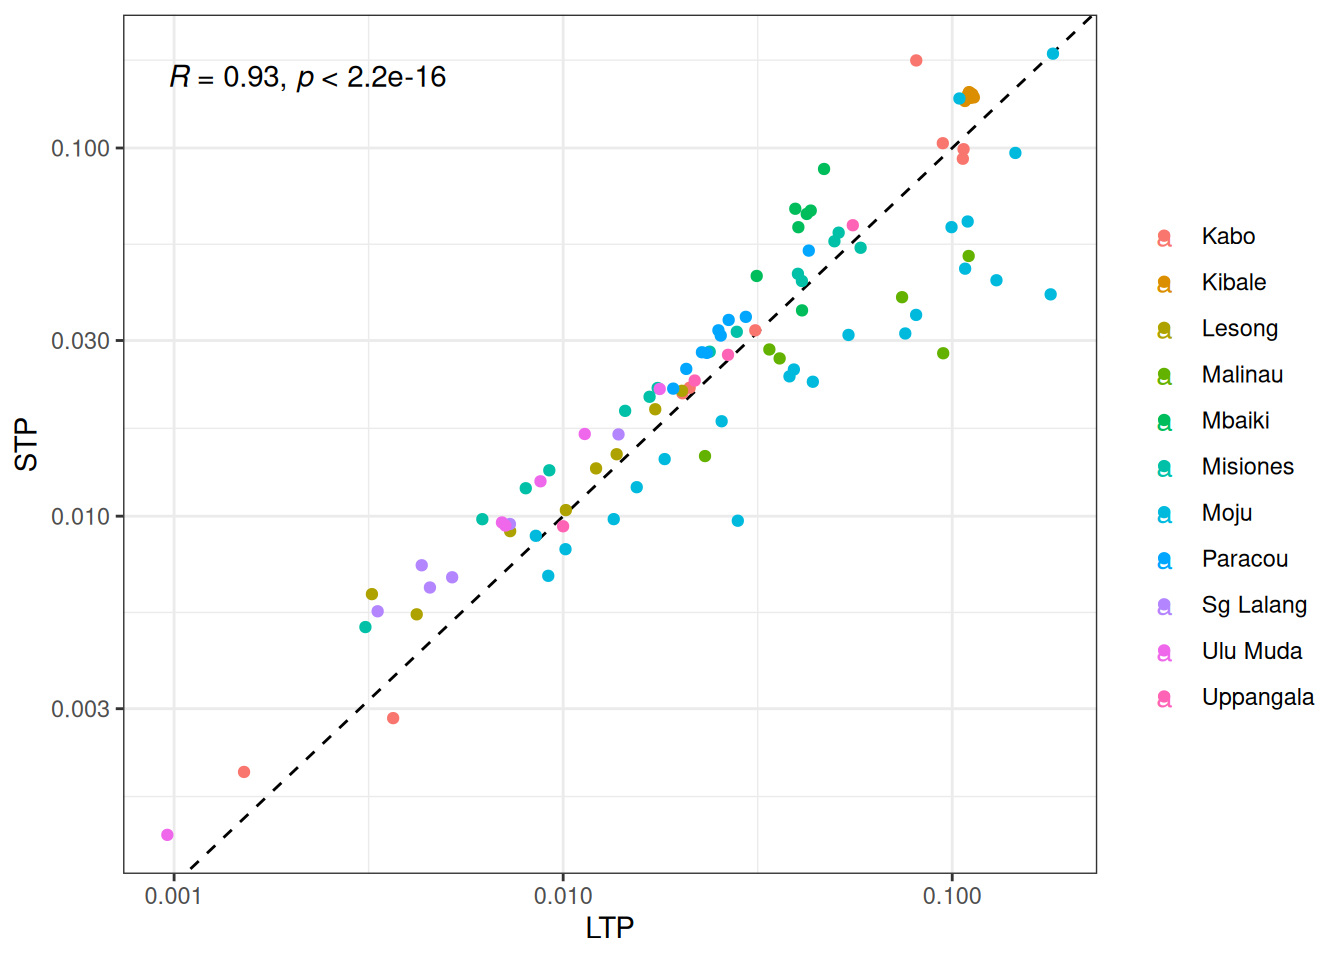 R = 0.93, p < 2.2e-16
0.100
0.030
0.010
0.003
STP
0.001
0.010
0.100
LTP
a Kabo
a Kibale
a Lesong
a Malinau
a Mbaiki
a Misiones
a Moju
a Paracou
a Sg Lalang
a Ulu Muda
a Uppangala